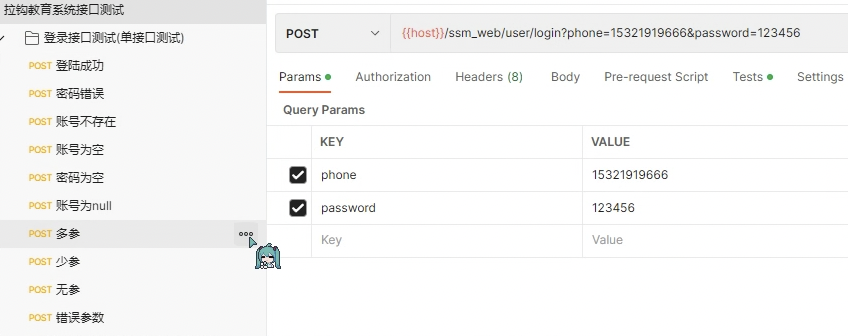 拉钩教育系统接口测试
登录接口测试(单接口测试)
POST 登陆成功
POST 密码错误
POST 账号不存在
POST 账号为空
POST 密码为空
POST 账号为null
POST 多参
POST 少参
POST 无参
POST 错误参数
POST {{host}}/ssm_web/user/login?phone=15321919666&password=123456
Params Authorization Headers (8) Body Pre-request Script Tests Settings
Query Params
KEY VALUE
phone 15321919666
password 123456
Key Value